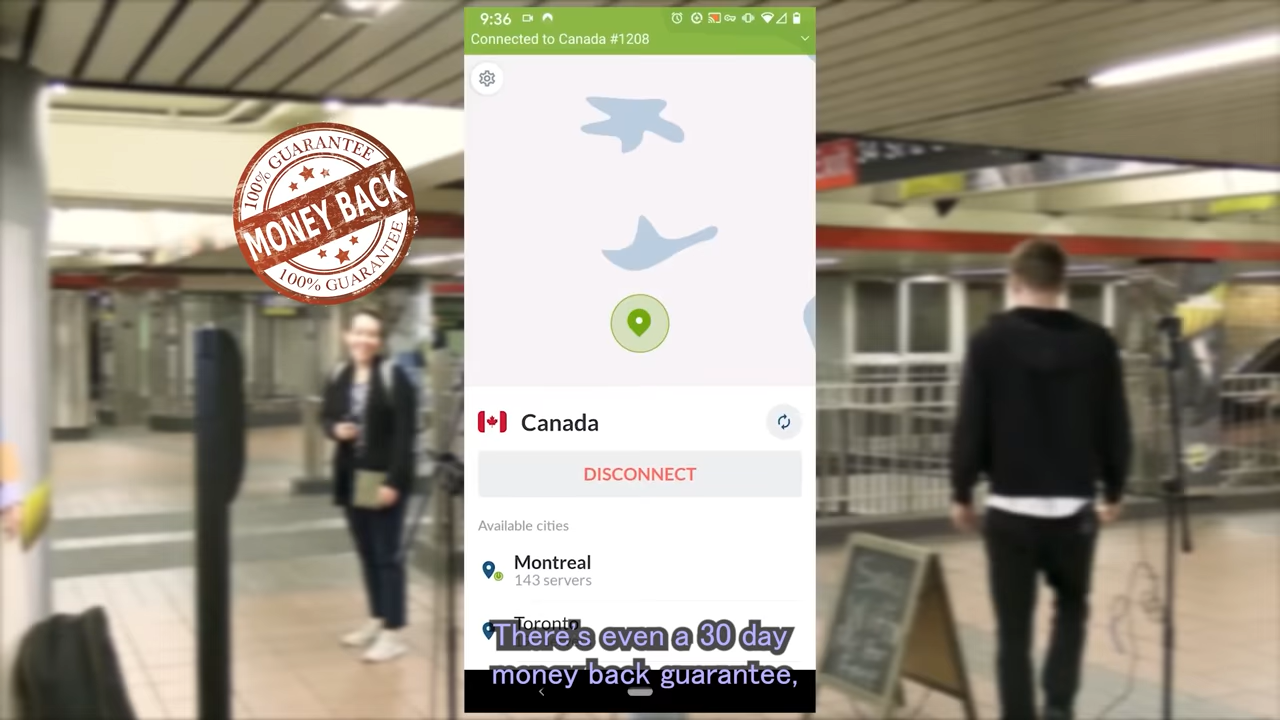 9:36
Connected to Canada #1208
100% GUARANTEE
MONEY BACK
100% GUARANTEE
Canada
DISCONNECT
Available cities
Montreal
143 servers
Toronto
There's even a 30 day
money back guarantee,